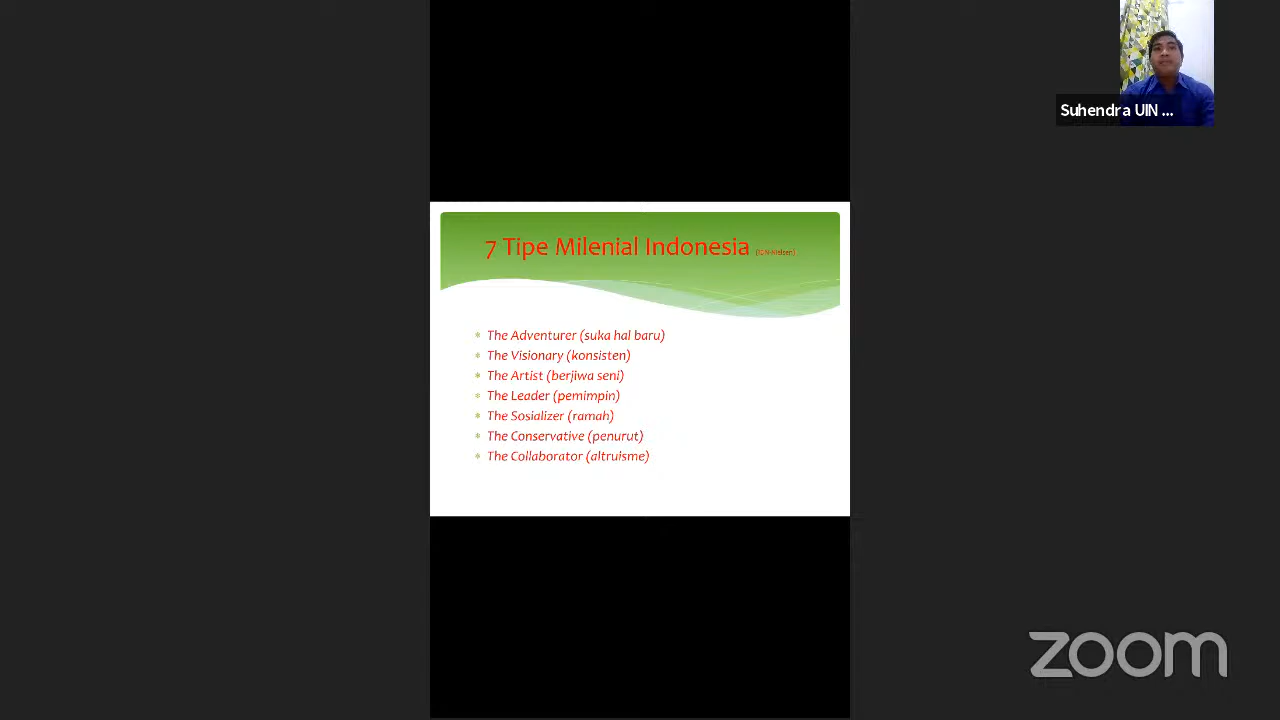 Suhendra UIN ...
7 Tipe Milenial Indonesia (IDN-Nielsen)
* The Adventurer (suka hal baru)
* The Visionary (konsisten)
* The Artist (berjiwa seni)
* The Leader (pemimpin)
* The Sosializer (ramah)
* The Conservative (penurut)
* The Collaborator (altruisme)
zoom